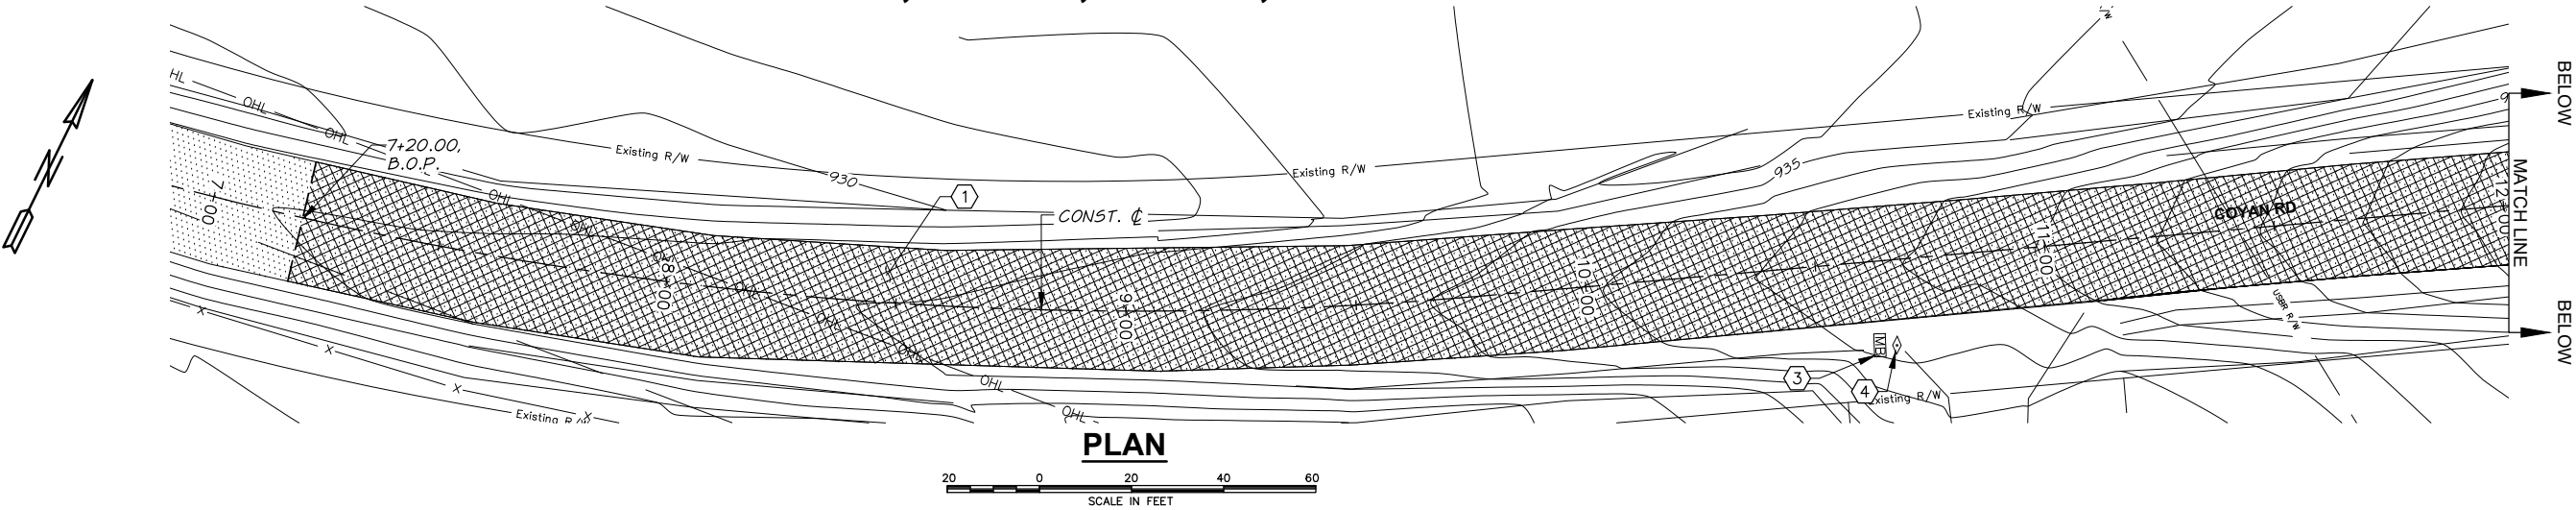 HL
OHL
OHL
7+20.00,
B.O.P.
Existing R/W
930
1
OHL
CONST. ℄
Existing R/W
935
Existing R/W
BELOW
MATCH LINE
N
7+00
OHL
8+00
OHL
OHL
OHL
9+00
10+00
11+00
COYAN RD
12+00
USBR R/W
MB
3
4
Existing R/W
BELOW
X
X
X
X
OHL
OHL
Existing R/W
PLAN
20 0 20 40 60
SCALE IN FEET